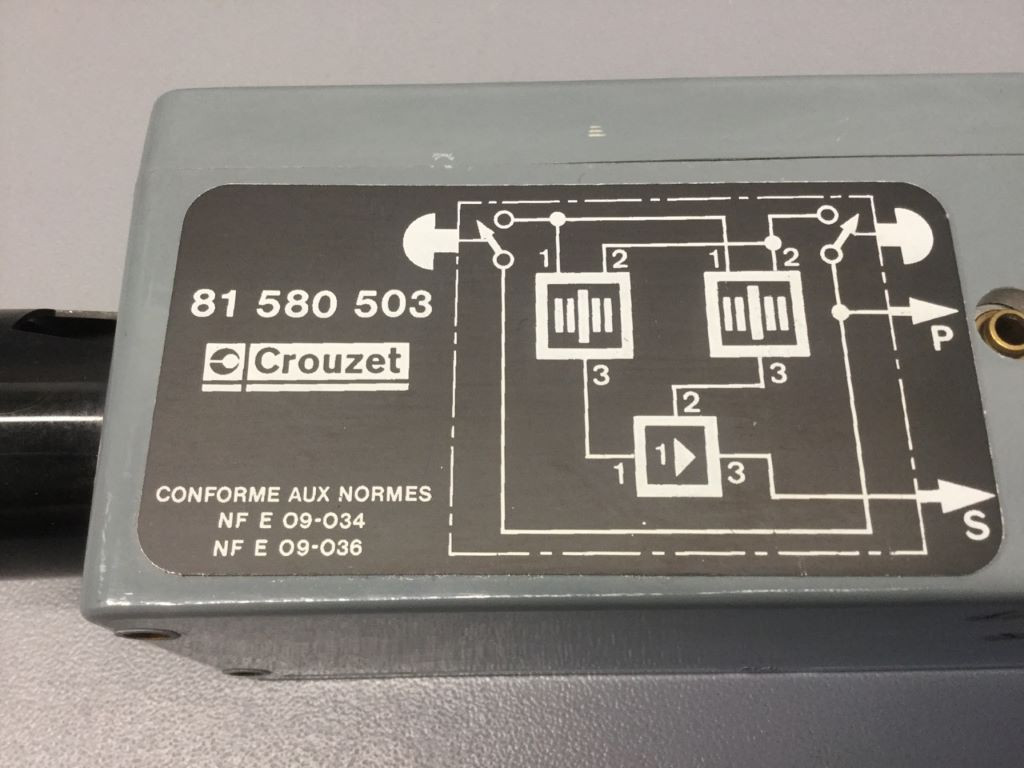 81 580 503
Crouzet
CONFORME AUX NORMES
NF E 09-034
NF E 09-036
1 2 1 2
P
3 3
2
1 1 3
S